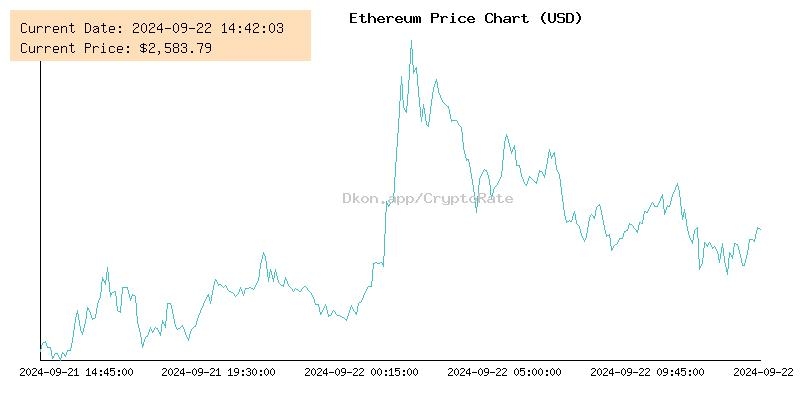 Ethereum Price Chart (USD)
Current Date: 2024-09-22 14:42:03
Current Price: $2,583.79
Dkon.app/CryptoRate
2024-09-21 14:45:00 2024-09-21 19:30:00 2024-09-22 00:15:00 2024-09-22 05:00:00 2024-09-22 09:45:00 2024-09-22